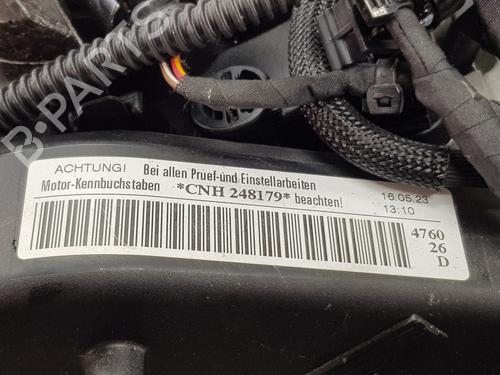 ACHTUNG! Bei allen Pruef-und Einstellarbeiten
Motor-Kennbuchstaben *CNH 248179* beachten!
16.05.23
13:10
4760
26
D
B-PARTS